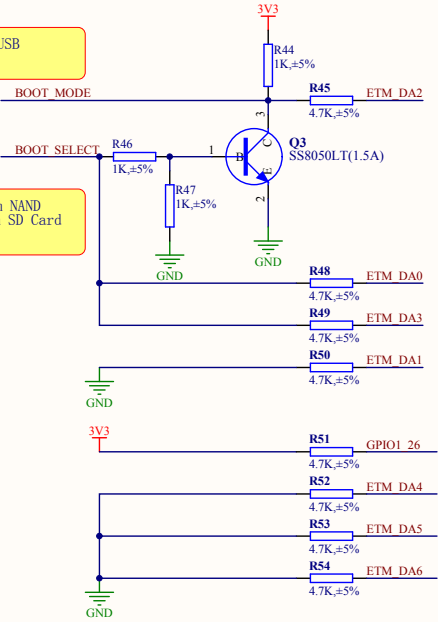 3V3
USB
R44
1K,±5%
BOOT_MODE
R45
ETM_DA2
4.7K,±5%
3
Q3
SS8050LT(1.5A)
BOOT_SELECT
R46
1
B
C
E
1K,±5%
R47
1K,±5%
2
NAND
SD Card
GND
GND
R48
ETM_DA0
4.7K,±5%
R49
ETM_DA3
4.7K,±5%
R50
ETM_DA1
4.7K,±5%
GND
3V3
R51
GPIO1_26
4.7K,±5%
R52
ETM_DA4
4.7K,±5%
R53
ETM_DA5
4.7K,±5%
R54
ETM_DA6
4.7K,±5%
GND